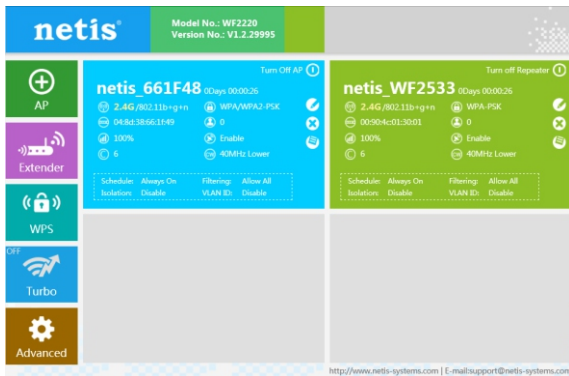 netis
Model No.: WF2220
Version No.: V1.2.29995
AP
Extender
WPS
OFF
Turbo
Advanced
Turn Off AP
netis_661F48 0Days 00:00:26
2.4G/802.11b+g+n WPA/WPA2-PSK
04:8d:38:66:1f:49 0
100% Enable
6 40MHz Lower
Schedule: Always On Filtering: Allow All
Isolation: Disable VLAN ID: Disable
Turn off Repeater
netis_WF2533 0Days 00:00:26
2.4G/802.11b+g+n WPA-PSK
00:90:4c:01:30:01 0
100% Enable
6 40MHz Lower
Schedule: Always On Filtering: Allow All
Isolation: Disable VLAN ID: Disable
http://www.netis-systems.com | E-mail:support@netis-systems.com